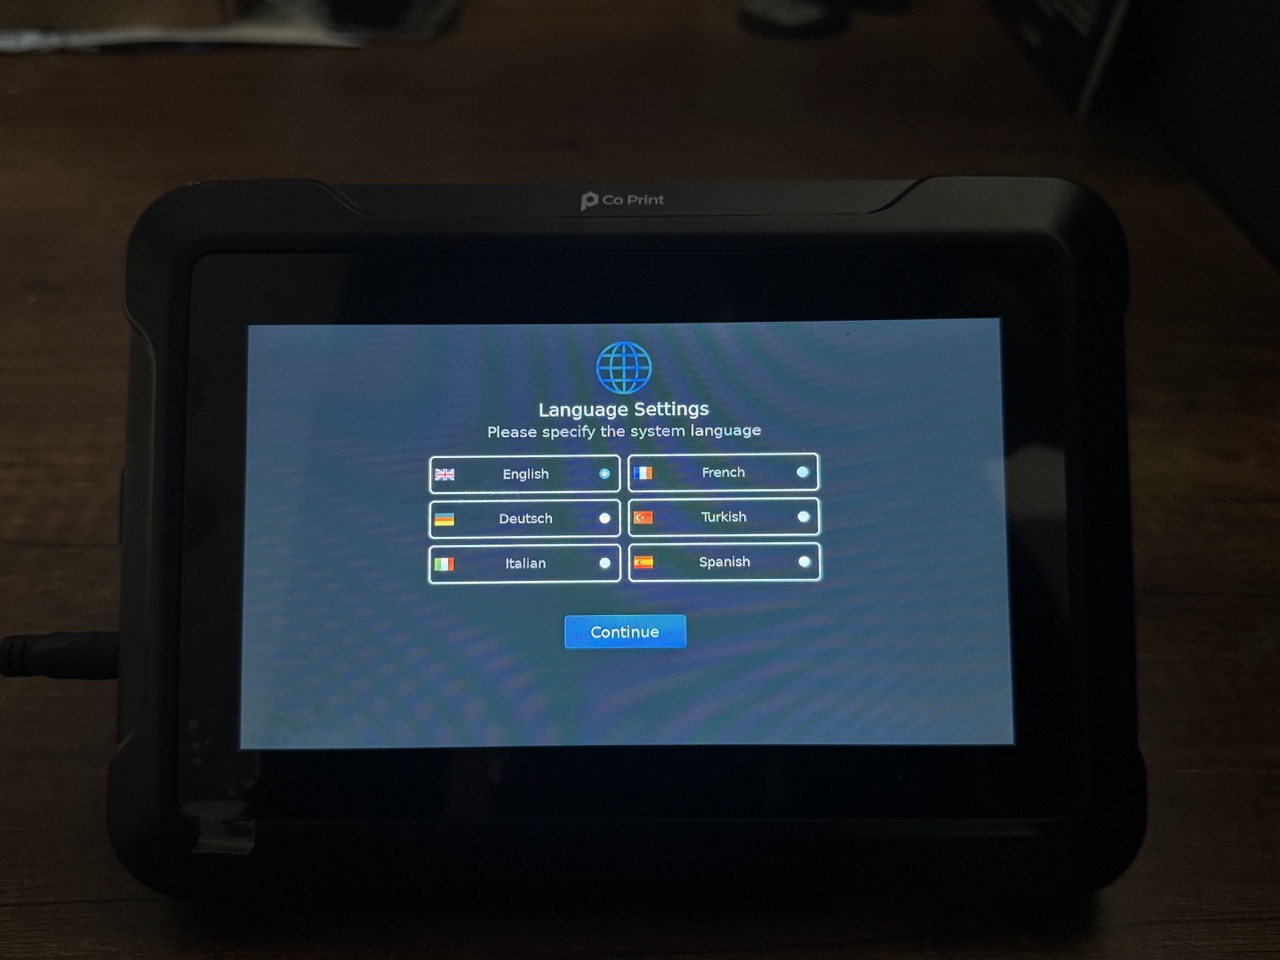 Co Print
Language Settings
Please specify the system language
English
French
Deutsch
Turkish
Italian
Spanish
Continue